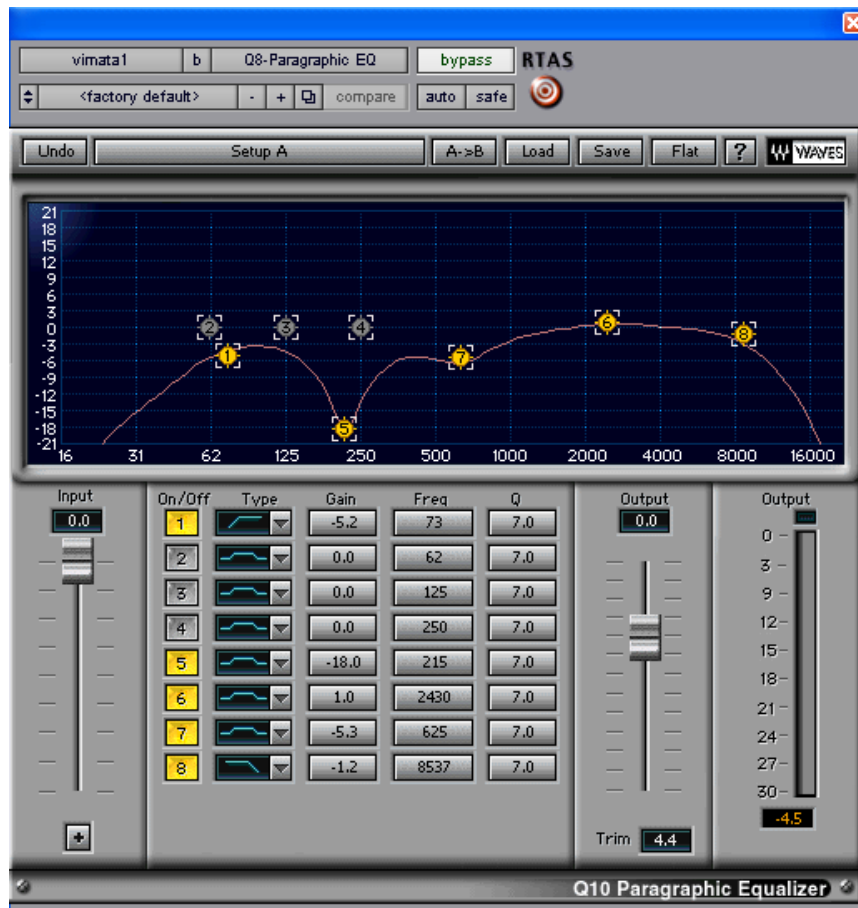 vimata1 b Q8-Paragraphic EQ bypass RTAS
<factory default> - + compare auto safe
Undo Setup A A->B Load Save Flat ? WAVES
21
18
15
12
9
6
3
0
-3
-6
-9
-12
-15
-18
-21
2 3 4
1 5 7 6 8
16 31 62 125 250 500 1000 2000 4000 8000 16000
Input
0.0
+
On/Off Type Gain Freq Q
1 -5.2 73 7.0
2 0.0 62 7.0
3 0.0 125 7.0
4 0.0 250 7.0
5 -18.0 215 7.0
6 1.0 2430 7.0
7 -5.3 625 7.0
8 -1.2 8537 7.0
Output
0.0
Trim 4.4
Output
0
3
9
12
15
18
21
24
27
30
-4.5
Q10 Paragraphic Equalizer